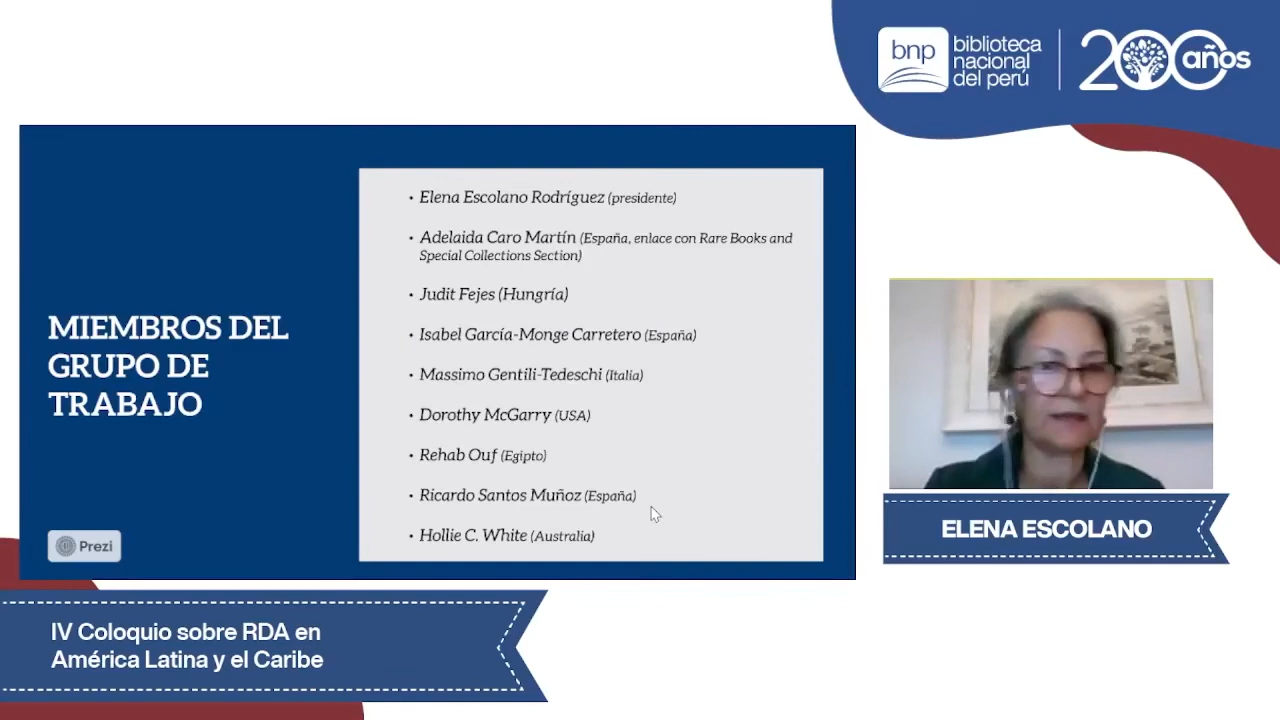 bnp
biblioteca
nacional
del perú
200 años
• Elena Escolano Rodríguez (presidente)
• Adelaida Caro Martín (España, enlace con Rare Books and
Special Collections Section)
• Judit Fejes (Hungría)
• Isabel García-Monge Carretero (España)
• Massimo Gentili-Tedeschi (Italia)
• Dorothy McGarry (USA)
• Rehab Ouf (Egipto)
• Ricardo Santos Muñoz (España)
• Hollie C. White (Australia)
MIEMBROS DEL
GRUPO DE
TRABAJO
Prezi
ELENA ESCOLANO
IV Coloquio sobre RDA en
América Latina y el Caribe